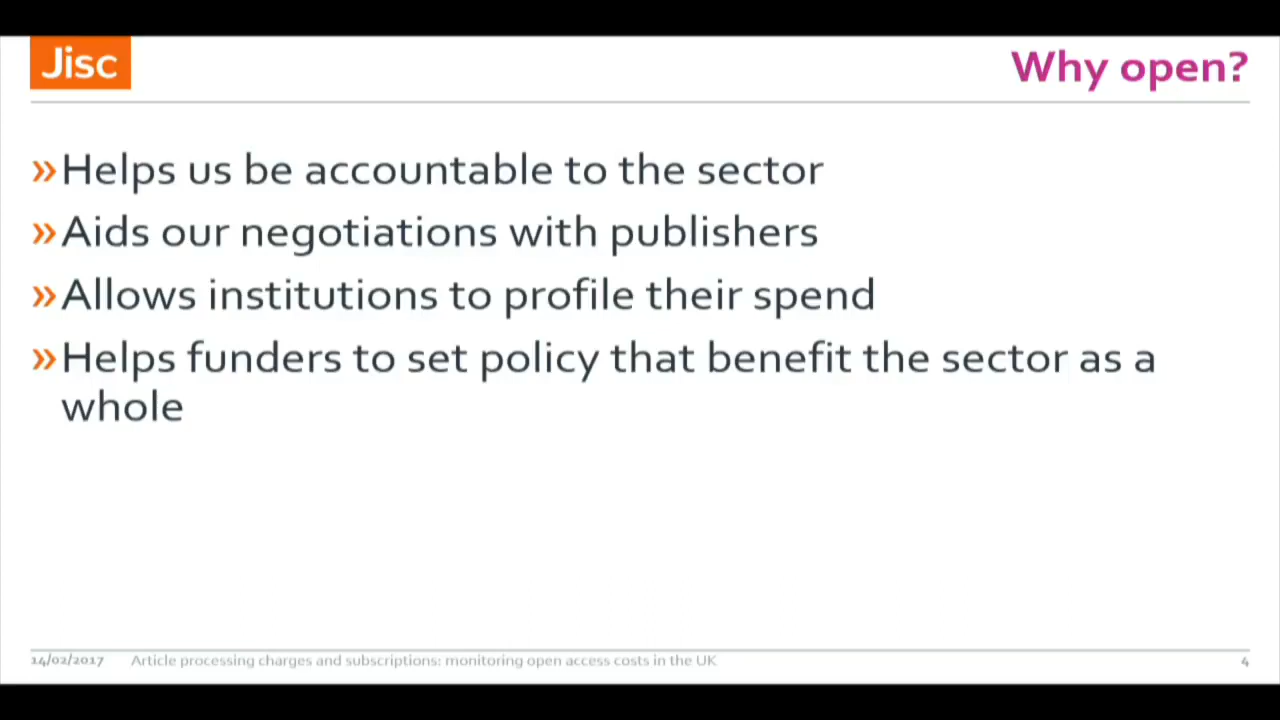 Jisc
Why open?
»Helps us be accountable to the sector
»Aids our negotiations with publishers
»Allows institutions to profile their spend
»Helps funders to set policy that benefit the sector as a
whole
14/02/2017 Article processing charges and subscriptions: monitoring open access costs in the UK 4